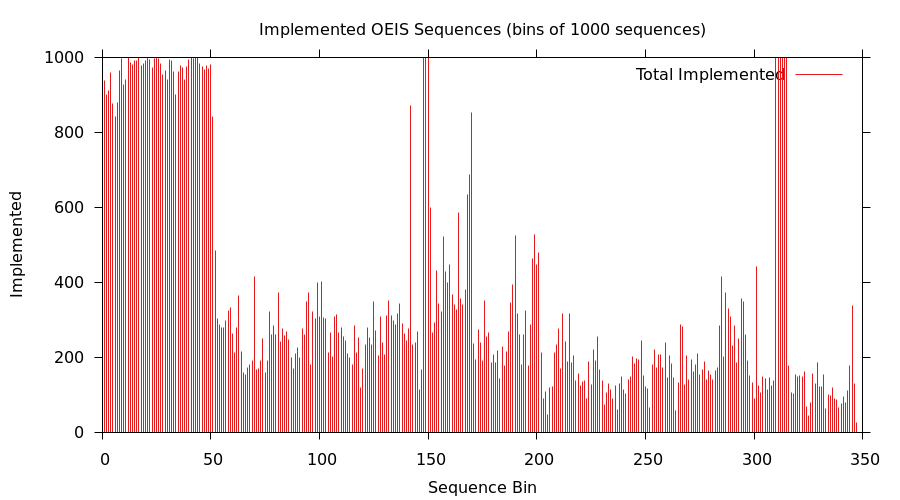 Implemented OEIS Sequences (bins of 1000 sequences)
1000
Total Implemented
800
600
Implemented
400
200
0
0 50 100 150 200 250 300 350
Sequence Bin